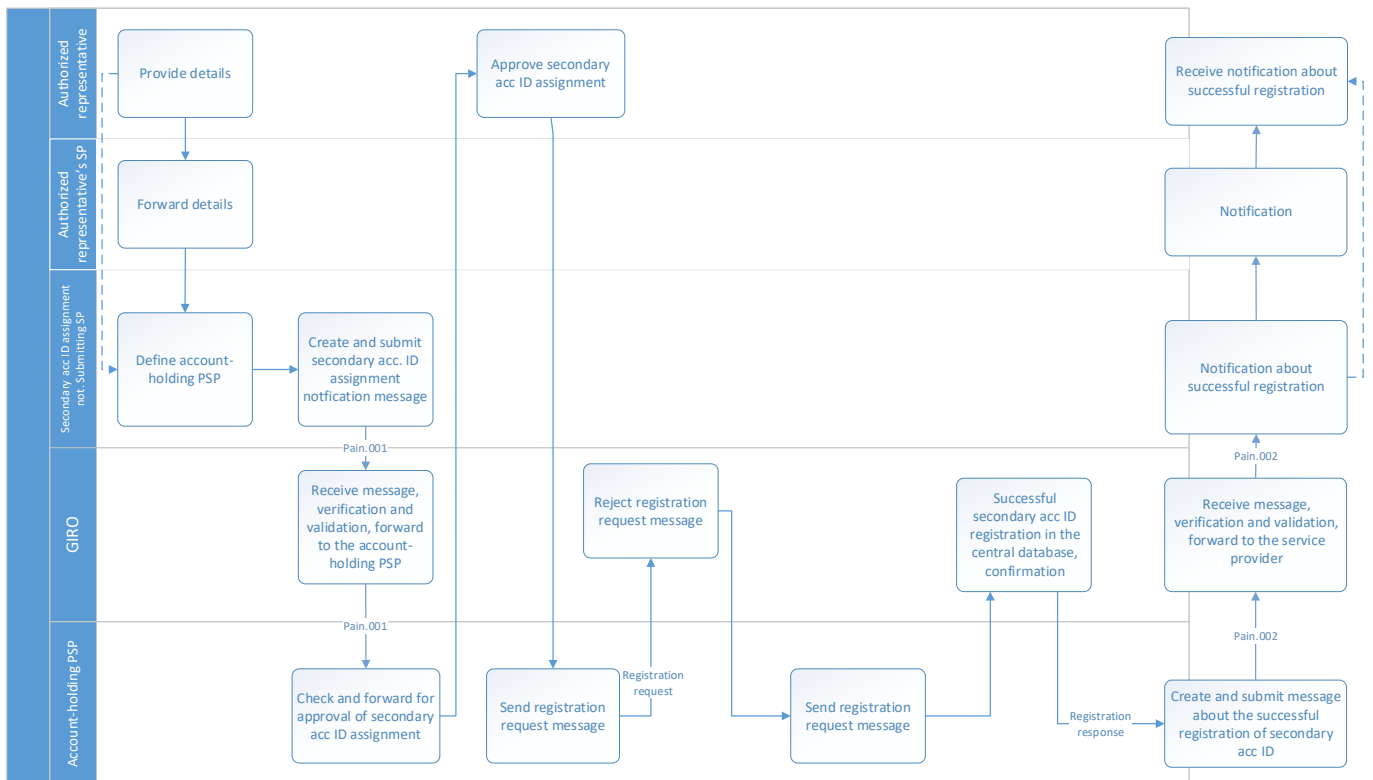 Authorized
representative
Provide details
Approve secondary
acc ID assignment
Receive notification about
successful registration
Authorized
representative's SP
Forward details
Notification
Secondary acc ID assignment
not. Submitting SP
Define account-
holding PSP
Create and submit
secondary acc. ID
assignment
notfication message
Notification about
successful registration
Pain.001
Pain.002
GIRO
Receive message,
verification and
validation, forward
to the account-
holding PSP
Reject registration
request message
Successful
secondary acc ID
registration in the
central database,
confirmation
Receive message,
verification and validation,
forward to the service
provider
Pain.001
Pain.002
Account-holding PSP
Check and forward for
approval of secondary
acc ID assignment
Send registration
request message
Registration
request
Send registration
request message
Registration
response
Create and submit message
about the successful
registration of secondary
acc ID